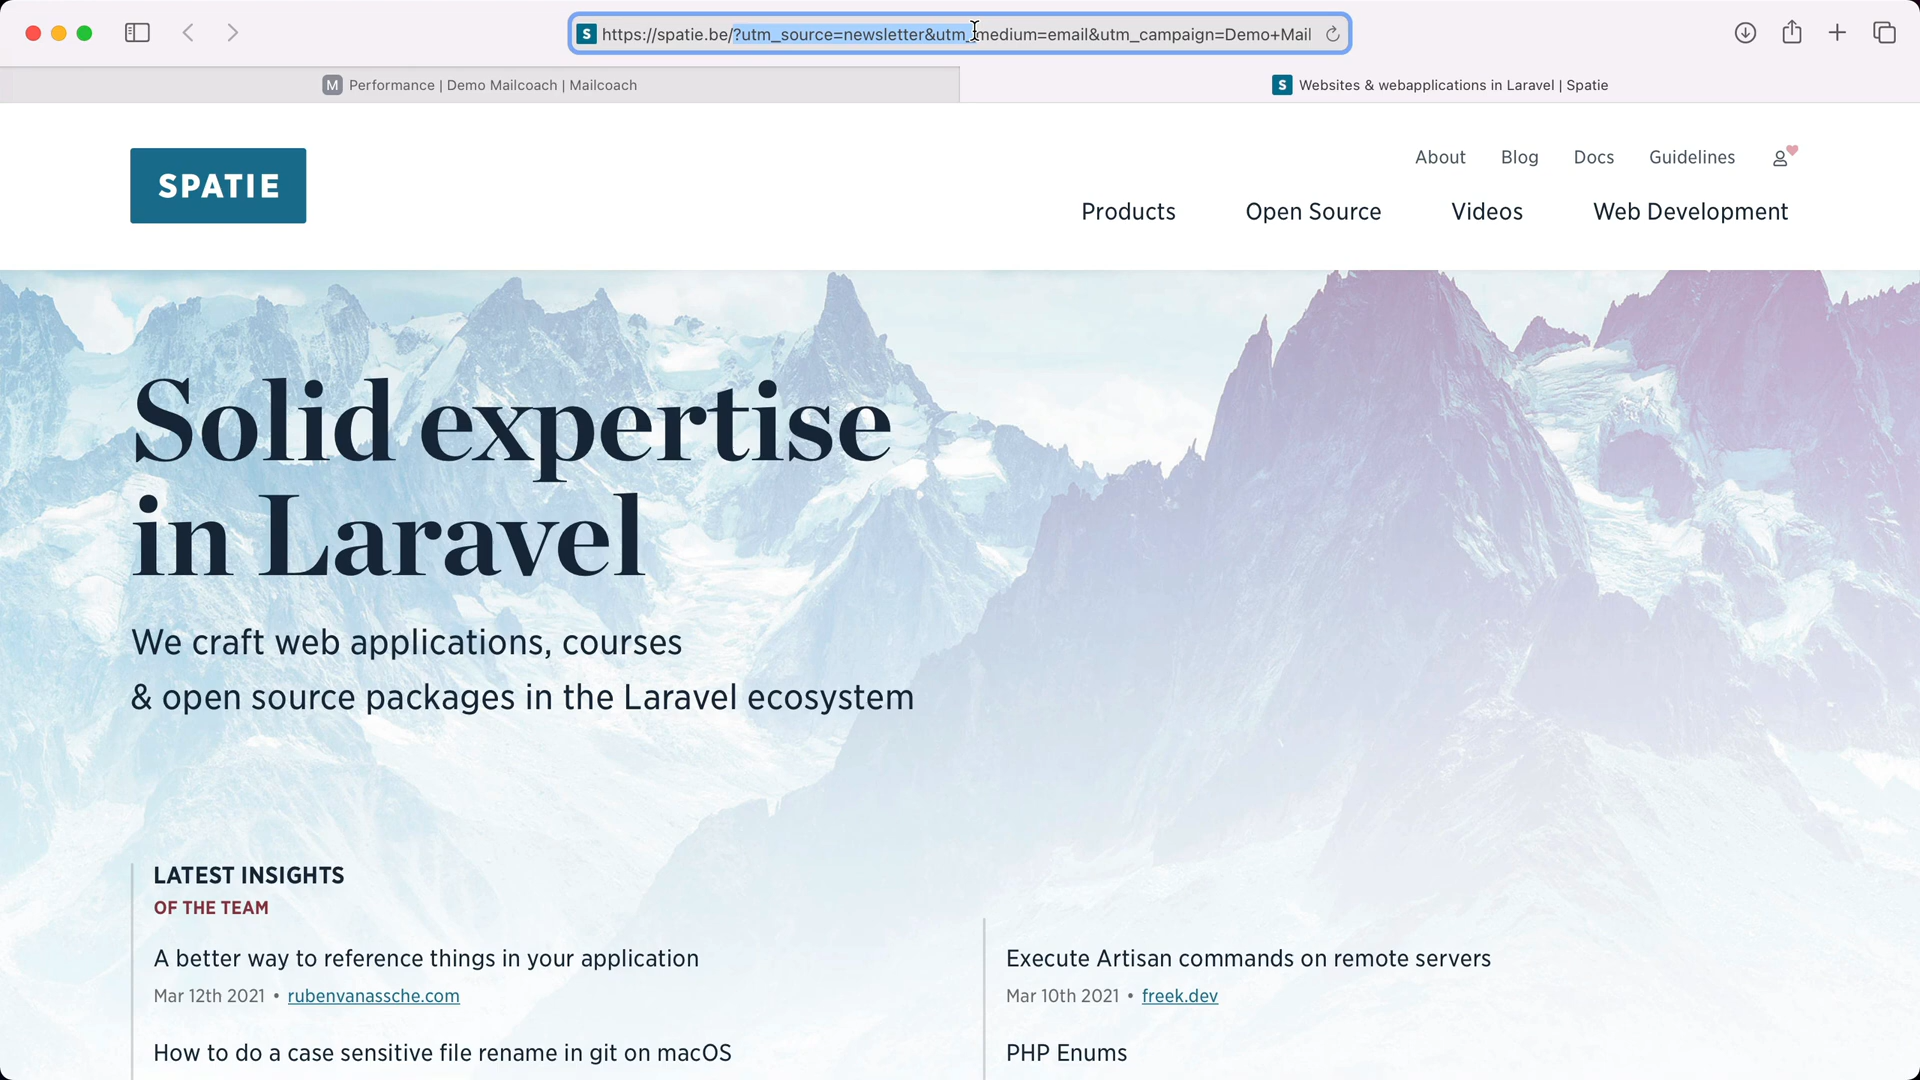 S https://spatie.be/?utm_source=newsletter&utm_medium=email&utm_campaign=Demo+Mail
M Performance | Demo Mailcoach | Mailcoach
S Websites & webapplications in Laravel | Spatie
SPATIE
About Blog Docs Guidelines
Products Open Source Videos Web Development
Solid expertise
in Laravel
We craft web applications, courses
& open source packages in the Laravel ecosystem
LATEST INSIGHTS
OF THE TEAM
A better way to reference things in your application
Mar 12th 2021 • rubenvanassche.com
How to do a case sensitive file rename in git on macOS
Execute Artisan commands on remote servers
Mar 10th 2021 • freek.dev
PHP Enums